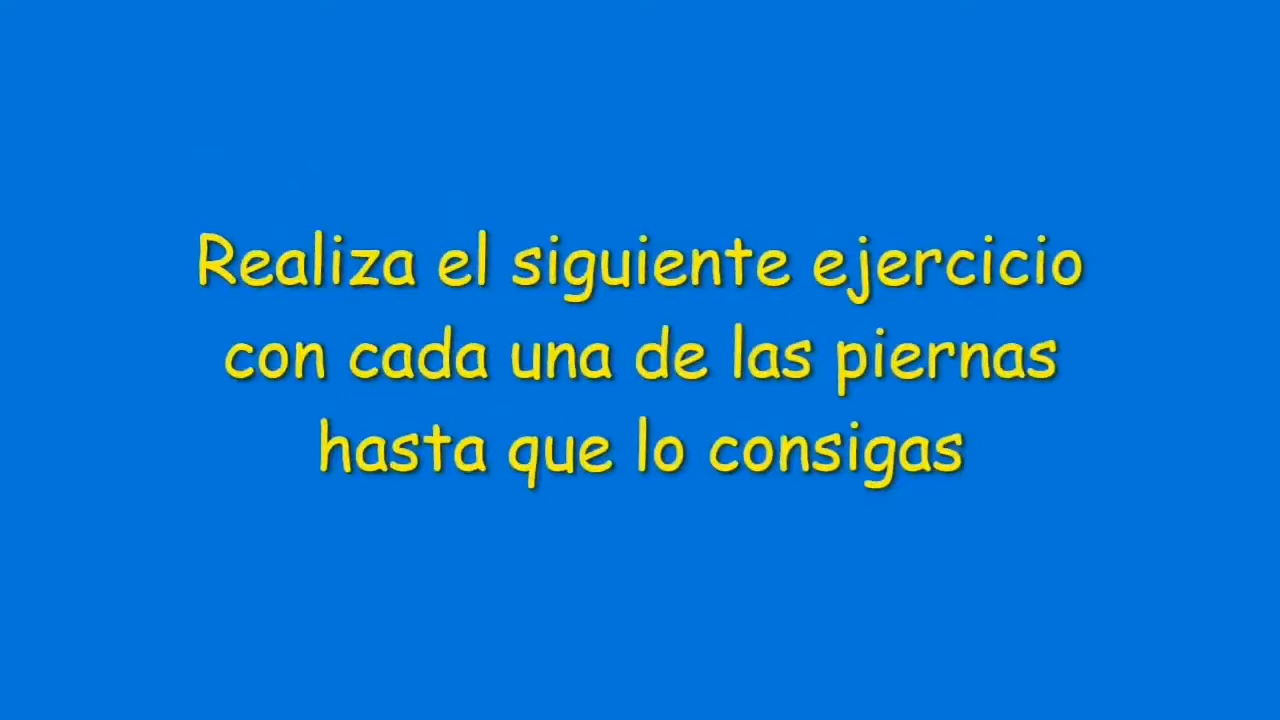 Realiza el siguiente ejercicio
con cada una de las piernas
hasta que lo consigas